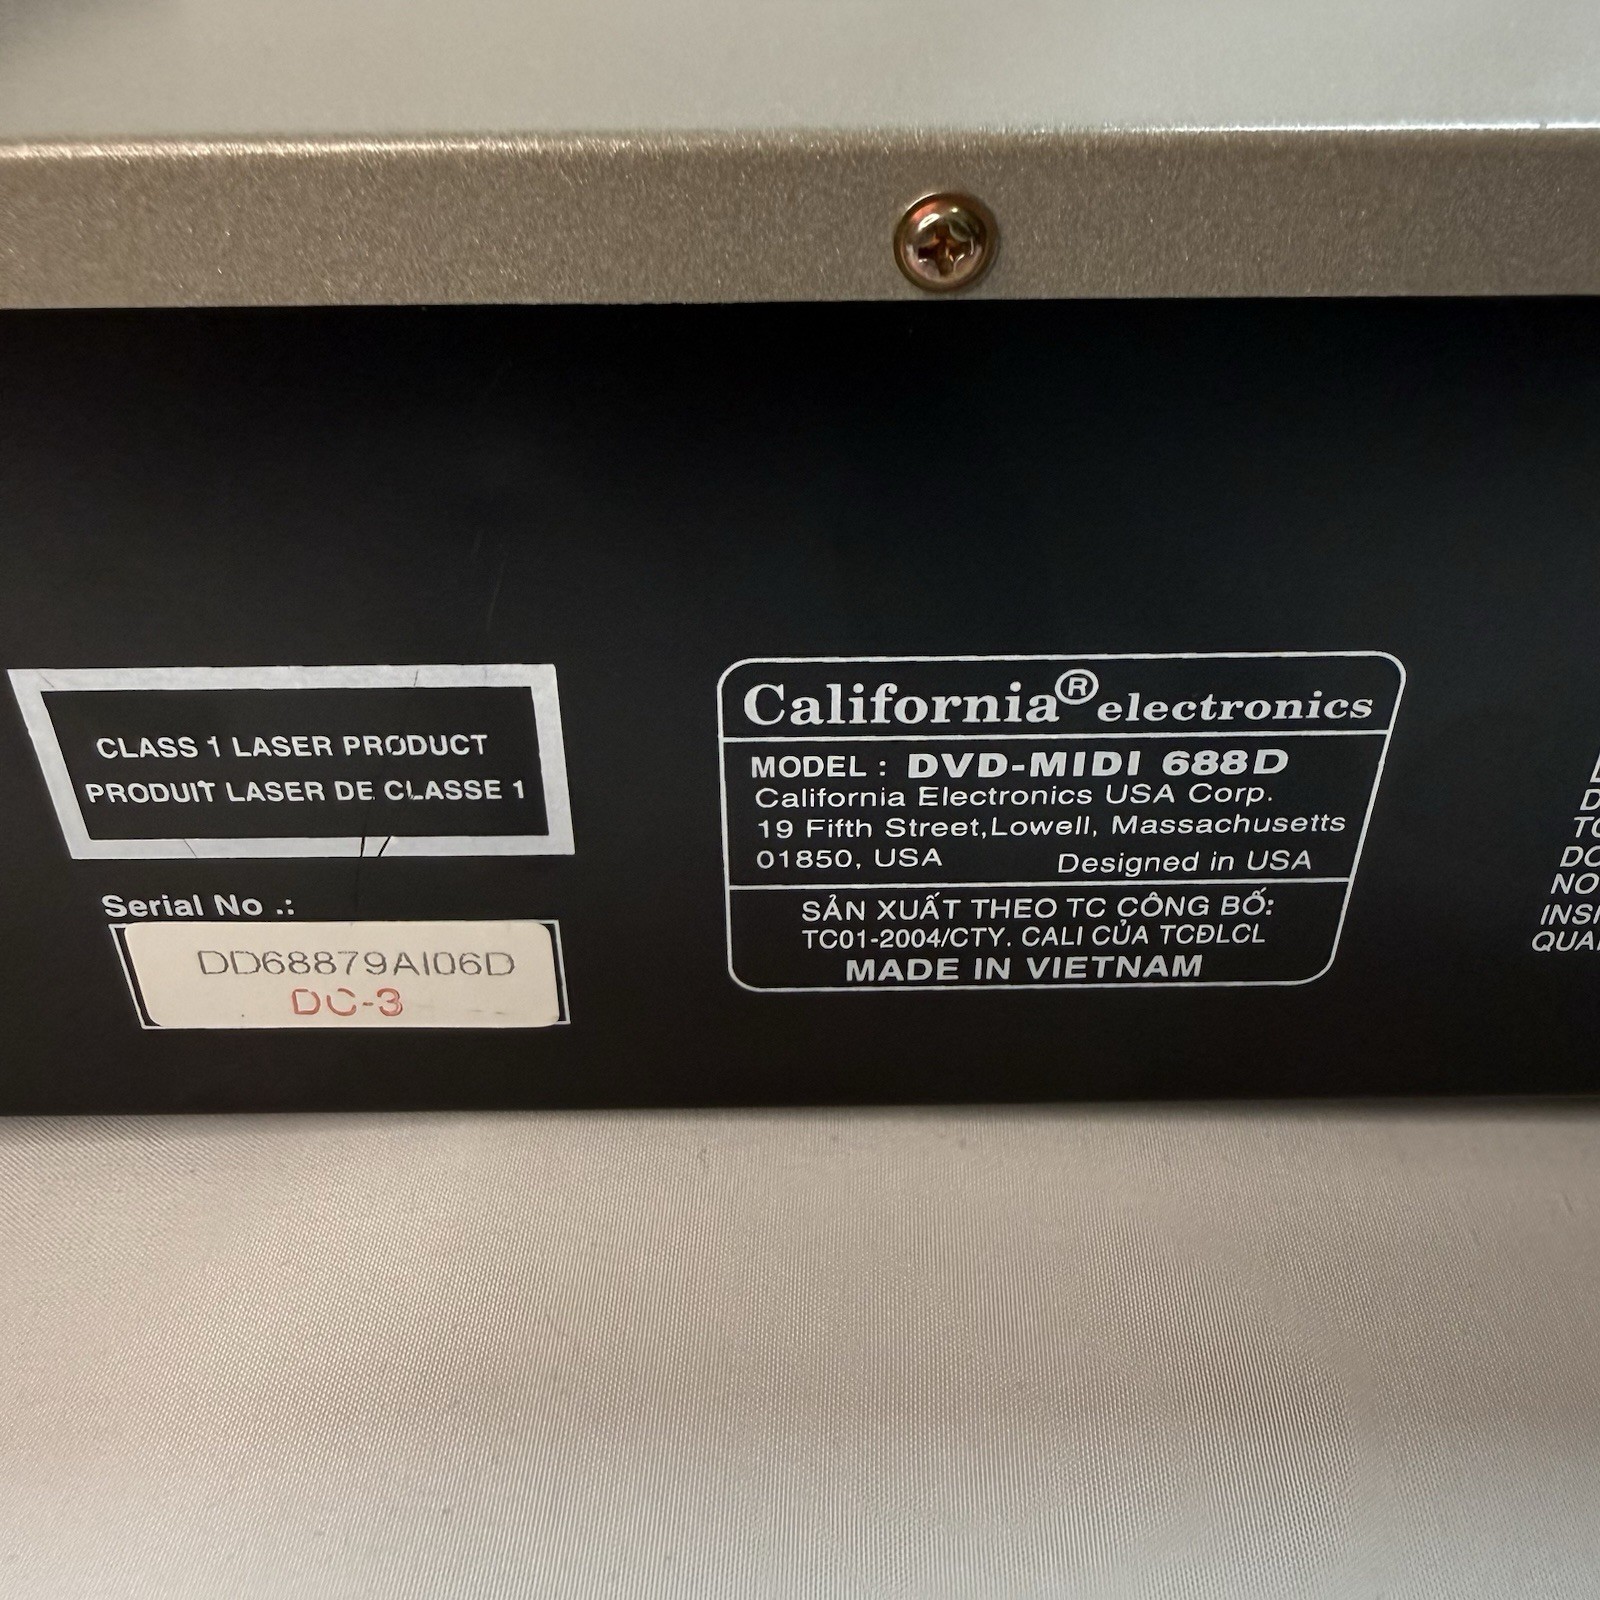 CLASS 1 LASER PRODUCT
PRODUIT LASER DE CLASSE 1
Serial No .:
DD68879AI06D
DC-3
California® electronics
MODEL : DVD-MIDI 688D
California Electronics USA Corp.
19 Fifth Street,Lowell, Massachusetts
01850, USA Designed in USA
SẢN XUẤT THEO TC CÔNG BỐ:
TC01-2004/CTY. CALI CỦA TCĐLCL
MADE IN VIETNAM